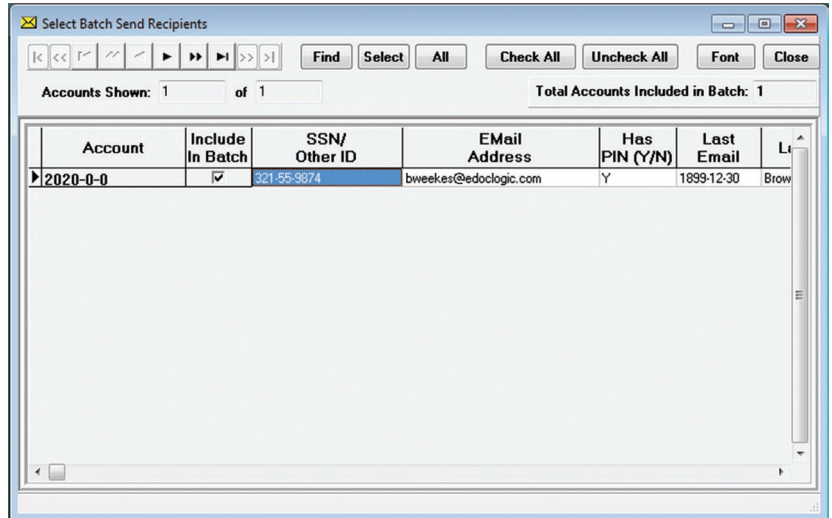 Select Batch Send Recipients
Find Select All Check All Uncheck All Font Close
Accounts Shown: 1 of 1 Total Accounts Included in Batch: 1
Account Include In Batch SSN/ Other ID EMail Address Has PIN (Y/N) Last Email
2020-0-0 321-55-9874 bweekes@edoclogic.com Y 1899-12-30 Brow